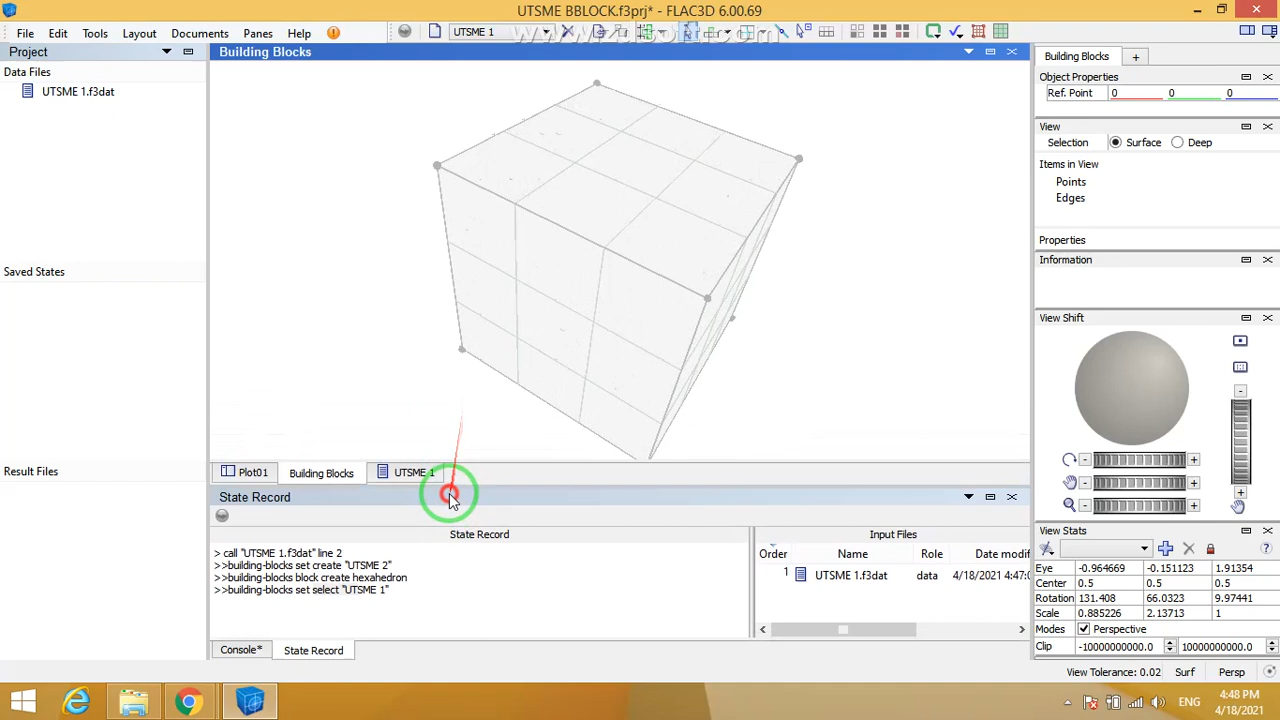 UTSME BBLOCK.f3prj* - FLAC3D 6.00.69
File Edit Tools Layout Documents Panes Help
UTSME 1
Project
Data Files
UTSME 1.f3dat
Saved States
Result Files
Building Blocks
Plot01
Building Blocks
UTSME 1
State Record
State Record
> call "UTSME 1.f3dat" line 2
>>building-blocks set create "UTSME 2"
>>building-blocks block create hexahedron
>>building-blocks set select "UTSME 1"
Input Files
Order Name Role Date modif
1 UTSME 1.f3dat data 4/18/2021 4:47:0
Console*
State Record
Building Blocks +
Object Properties
Ref. Point 0 0 0
View
Selection Surface Deep
Items in View
Points
Edges
Properties
Information
View Shift
View Stats
Eye -0.964669 -0.151123 1.91354
Center 0.5 0.5 0.5
Rotation 131.408 66.0323 9.97441
Scale 0.885226 2.13713 1
Modes Perspective
Clip -10000000000.0 10000000000.0
View Tolerance: 0.02 Surf Persp
ENG
4:48 PM
4/18/2021